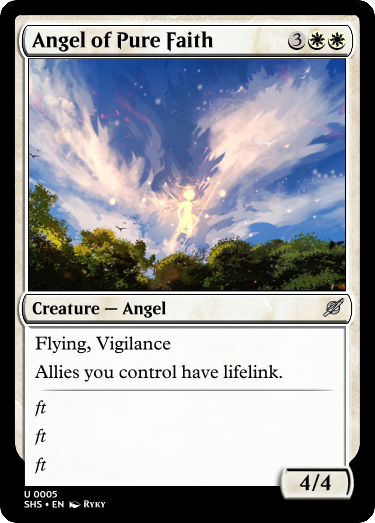 Angel of Pure Faith 3
Creature — Angel
Flying, Vigilance
Allies you control have lifelink.
ft
ft
ft
4/4
U 0005
SHS • EN Ryky